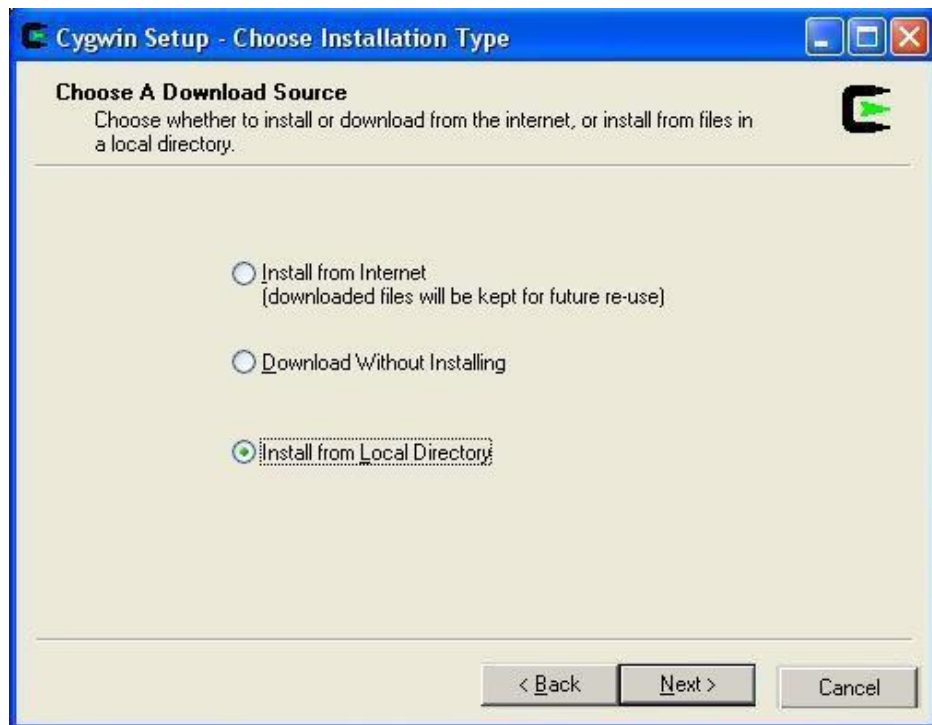 Cygwin Setup - Choose Installation Type
Choose A Download Source
Choose whether to install or download from the internet, or install from files in
a local directory.
Install from Internet
(downloaded files will be kept for future re-use)
Download Without Installing
Install from Local Directory
< Back
Next >
Cancel